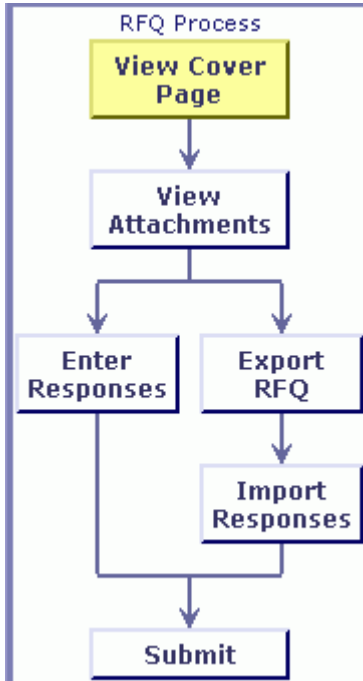 RFQ Process
View Cover
Page
View
Attachments
Enter
Responses
Export
RFQ
Import
Responses
Submit